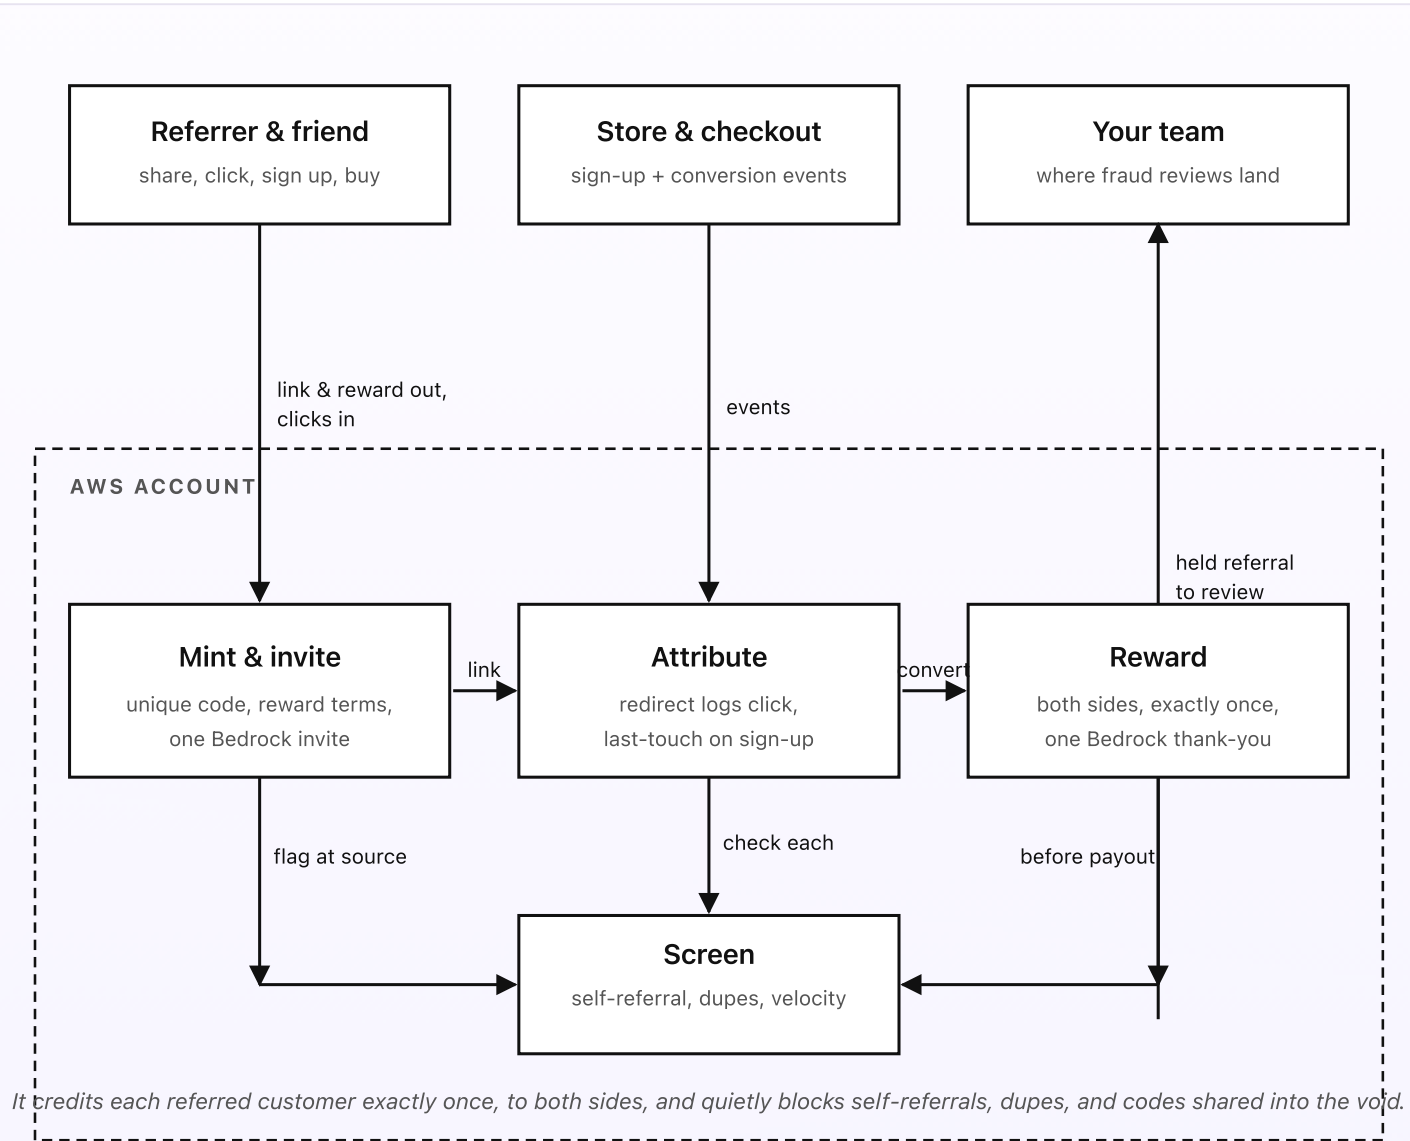 Referrer & friend
share, click, sign up, buy
Store & checkout
sign-up + conversion events
Your team
where fraud reviews land
link & reward out,
clicks in
events
AWS ACCOUNT
held referral
to review
Mint & invite
unique code, reward terms,
one Bedrock invite
link
Attribute
redirect logs click,
last-touch on sign-up
convert
Reward
both sides, exactly once,
one Bedrock thank-you
flag at source
check each
before payout
Screen
self-referral, dupes, velocity
It credits each referred customer exactly once, to both sides, and quietly blocks self-referrals, dupes, and codes shared into the void.